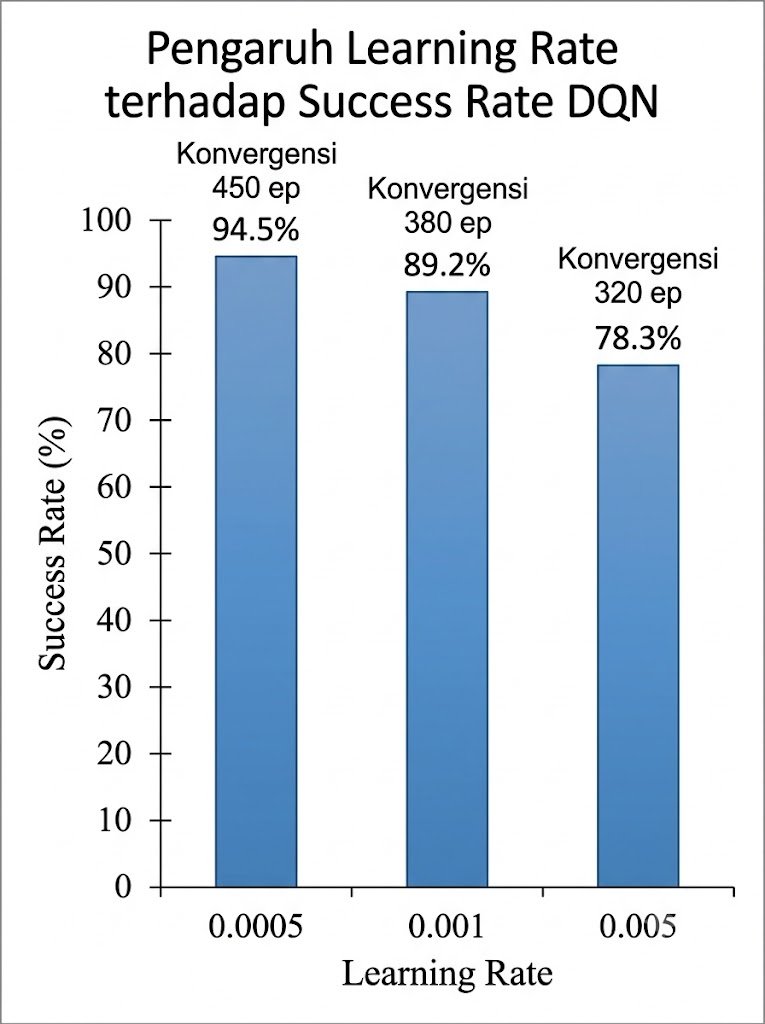 Pengaruh Learning Rate
terhadap Success Rate DQN
Konvergensi
450 ep
94.5%
Konvergensi
380 ep
89.2%
Konvergensi
320 ep
78.3%
Success Rate (%)
100
90
80
70
60
50
40
30
20
10
0
0.0005
0.001
0.005
Learning Rate